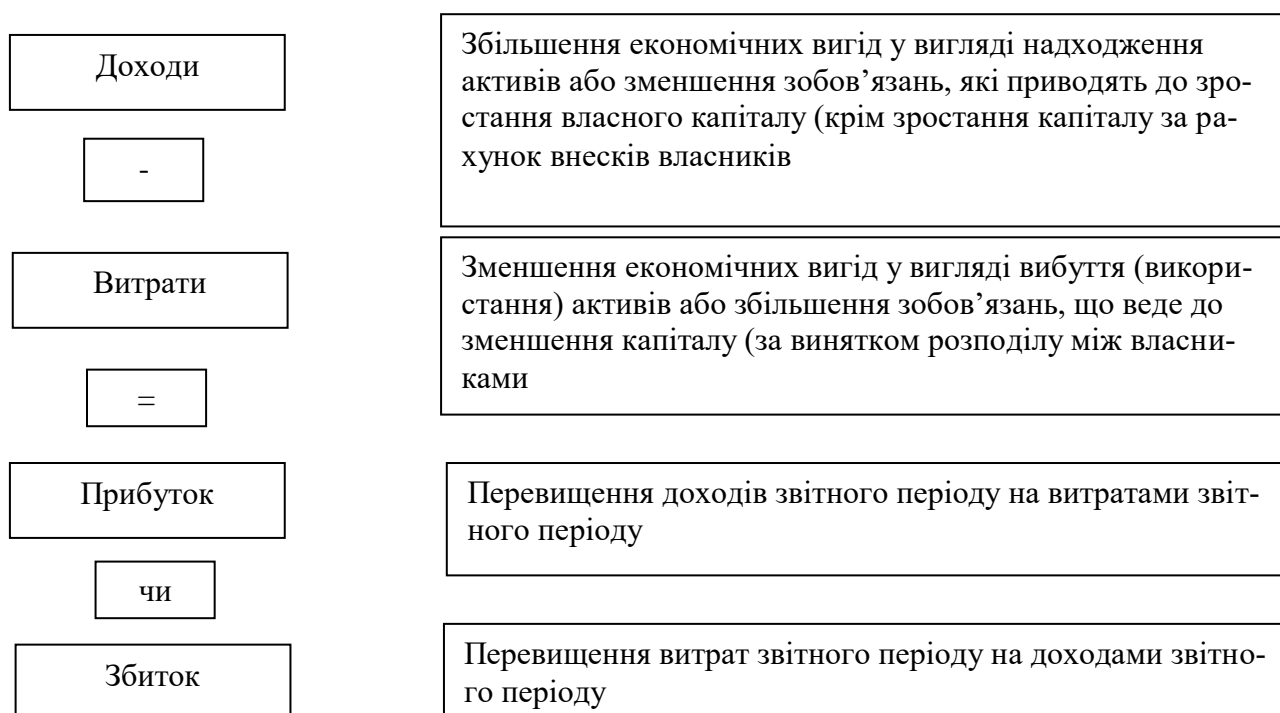 Доходи
Збільшення економічних вигід у вигляді надходження
активів або зменшення зобов’язань, які приводять до зро-
стання власного капіталу (крім зростання капіталу за ра-
хунок внесків власників
-
Витрати
Зменшення економічних вигід у вигляді вибуття (викори-
стання) активів або збільшення зобов’язань, що веде до
зменшення капіталу (за винятком розподілу між власни-
ками
=
Прибуток
Перевищення доходів звітного періоду на витратами звіт-
ного періоду
чи
Збиток
Перевищення витрат звітного періоду на доходами звітно-
го періоду